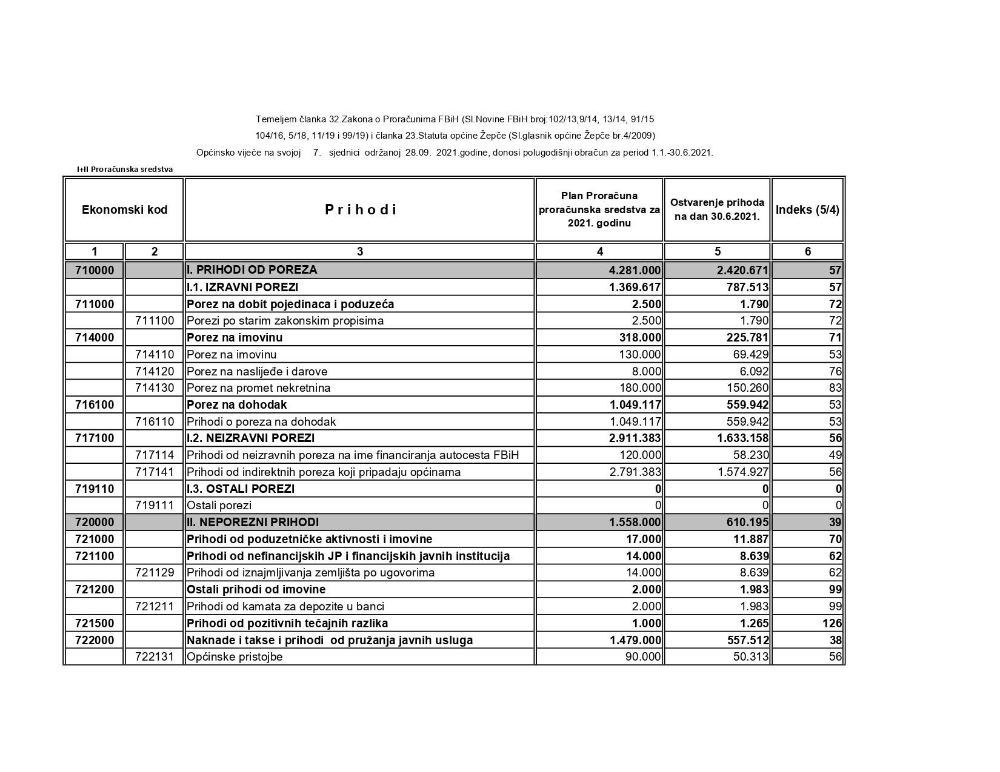 Temeljem članka 32.Zakona o Proračunima FBiH (Sl.Novine FBiH broj:102/13,9/14, 13/14, 91/15
104/16, 5/18, 11/19 i 99/19) i članka 23.Statuta općine Žepče (Sl.glasnik općine Žepče br.4/2009)
Općinsko vijeće na svojoj 7. sjednici održanoj 28.09. 2021.godine, donosi polugodišnji obračun za period 1.1.-30.6.2021.
I+II Proračunska sredstva
Ekonomski kod P r i h o d i Plan Proračuna proračunska sredstva za 2021. godinu Ostvarenje prihoda na dan 30.6.2021. Indeks (5/4)
1 2 3 4 5 6
710000 I. PRIHODI OD POREZA 4.281.000 2.420.671 57
I.1. IZRAVNI POREZI 1.369.617 787.513 57
711000 Porez na dobit pojedinaca i poduzeća 2.500 1.790 72
711100 Porezi po starim zakonskim propisima 2.500 1.790 72
714000 Porez na imovinu 318.000 225.781 71
714110 Porez na imovinu 130.000 69.429 53
714120 Porez na naslijeđe i darove 8.000 6.092 76
714130 Porez na promet nekretnina 180.000 150.260 83
716100 Porez na dohodak 1.049.117 559.942 53
716110 Prihodi o poreza na dohodak 1.049.117 559.942 53
717100 I.2. NEIZRAVNI POREZI 2.911.383 1.633.158 56
717114 Prihodi od neizravnih poreza na ime financiranja autocesta FBiH 120.000 58.230 49
717141 Prihodi od indirektnih poreza koji pripadaju općinama 2.791.383 1.574.927 56
719110 I.3. OSTALI POREZI 0 0 0
719111 Ostali porezi 0 0 0
720000 II. NEPOREZNI PRIHODI 1.558.000 610.195 39
721000 Prihodi od poduzetničke aktivnosti i imovine 17.000 11.887 70
721100 Prihodi od nefinancijskih JP i financijskih javnih institucija 14.000 8.639 62
721129 Prihodi od iznajmljivanja zemljišta po ugovorima 14.000 8.639 62
721200 Ostali prihodi od imovine 2.000 1.983 99
721211 Prihodi od kamata za depozite u banci 2.000 1.983 99
721500 Prihodi od pozitivnih tečajnih razlika 1.000 1.265 126
722000 Naknade i takse i prihodi od pružanja javnih usluga 1.479.000 557.512 38
722131 Općinske pristojbe 90.000 50.313 56